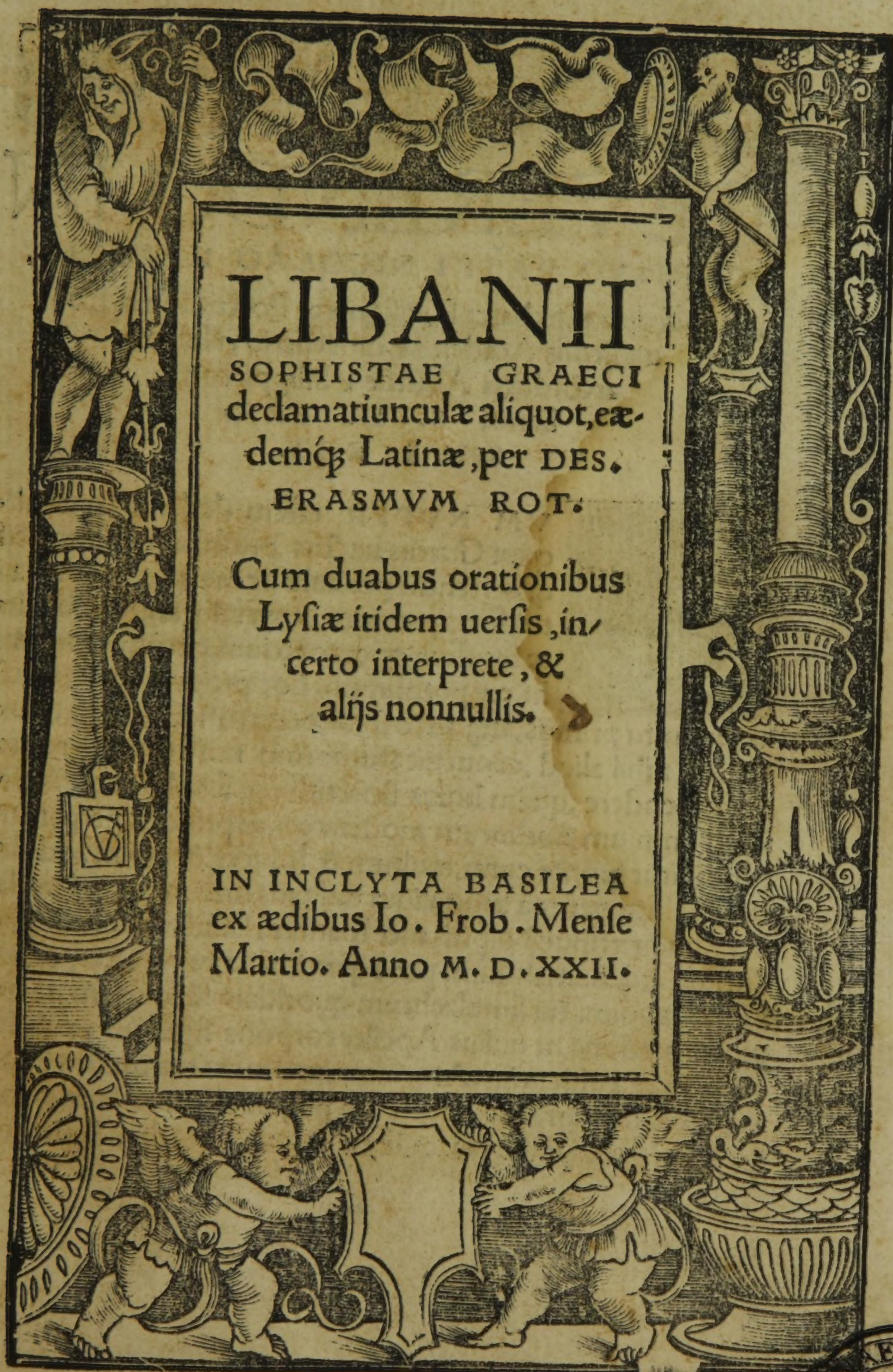 LIBANII
SOPHISTAE GRAECI
declamatiunculæ aliquot, eæ-
demq́ꝫ Latinæ, per DES.
ERASMVM ROT.
Cum duabus orationibus
Lyſiæ itidem uerſis, in/
certo interprete, &
alijs nonnullis.
IN INCLYTA BASILEA
ex ædibus Io. Frob. Menſe
Martio. Anno M. D. XXII.